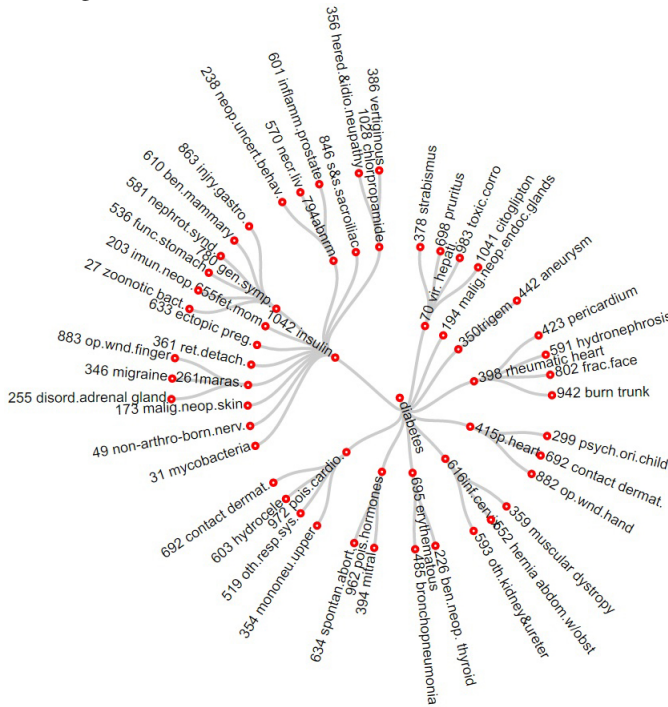 356 hered.&idio.neupathy
386 vertiginous
601 inflamm.prostate
1028 chlorpropamide
238 neop.uncert.behav.
570 necr.liv.
846 s&s.sacroiliac
794abnrm
863 injry.gastro.
610 ben.mammary
581 nephrot.synd.
780 gen.symp.
536 func.stomach
203 imun.neop.
655fet.mom.
27 zoonotic bact.
633 ectopic preg.
1042 insulin
883 op.wnd.finger
361 ret.detach.
346 migraine
261maras.
255 disord.adrenal gland
173 malig.neop.skin
49 non-arthro-born.nerv.
31 mycobacteria
378 strabismus
698 pruritus
983 toxic.corro
1041 citoglipton
70 vir. hepati
194 malig.neop.endoc.glands
442 aneurysm
350trigem
423 pericardium
591 hydronephrosis
398 rheumatic heart
802 frac.face
942 burn trunk
diabetes
415p.heart
299 psych.ori.child
692 contact dermat.
882 op.wnd.hand
616inf.cervix
359 muscular dystropy
552 hernia abdom.w/obst
593 oth.kidney&ureter
695 erythematous
226 ben.neop. thyroid
485 bronchopneumonia
962 pois.hormones
394 mitral
634 spontan.abort.
972 pois.cardio.
692 contact dermat.
603 hydrocele
519 oth.resp.sys.
354 mononeu.upper